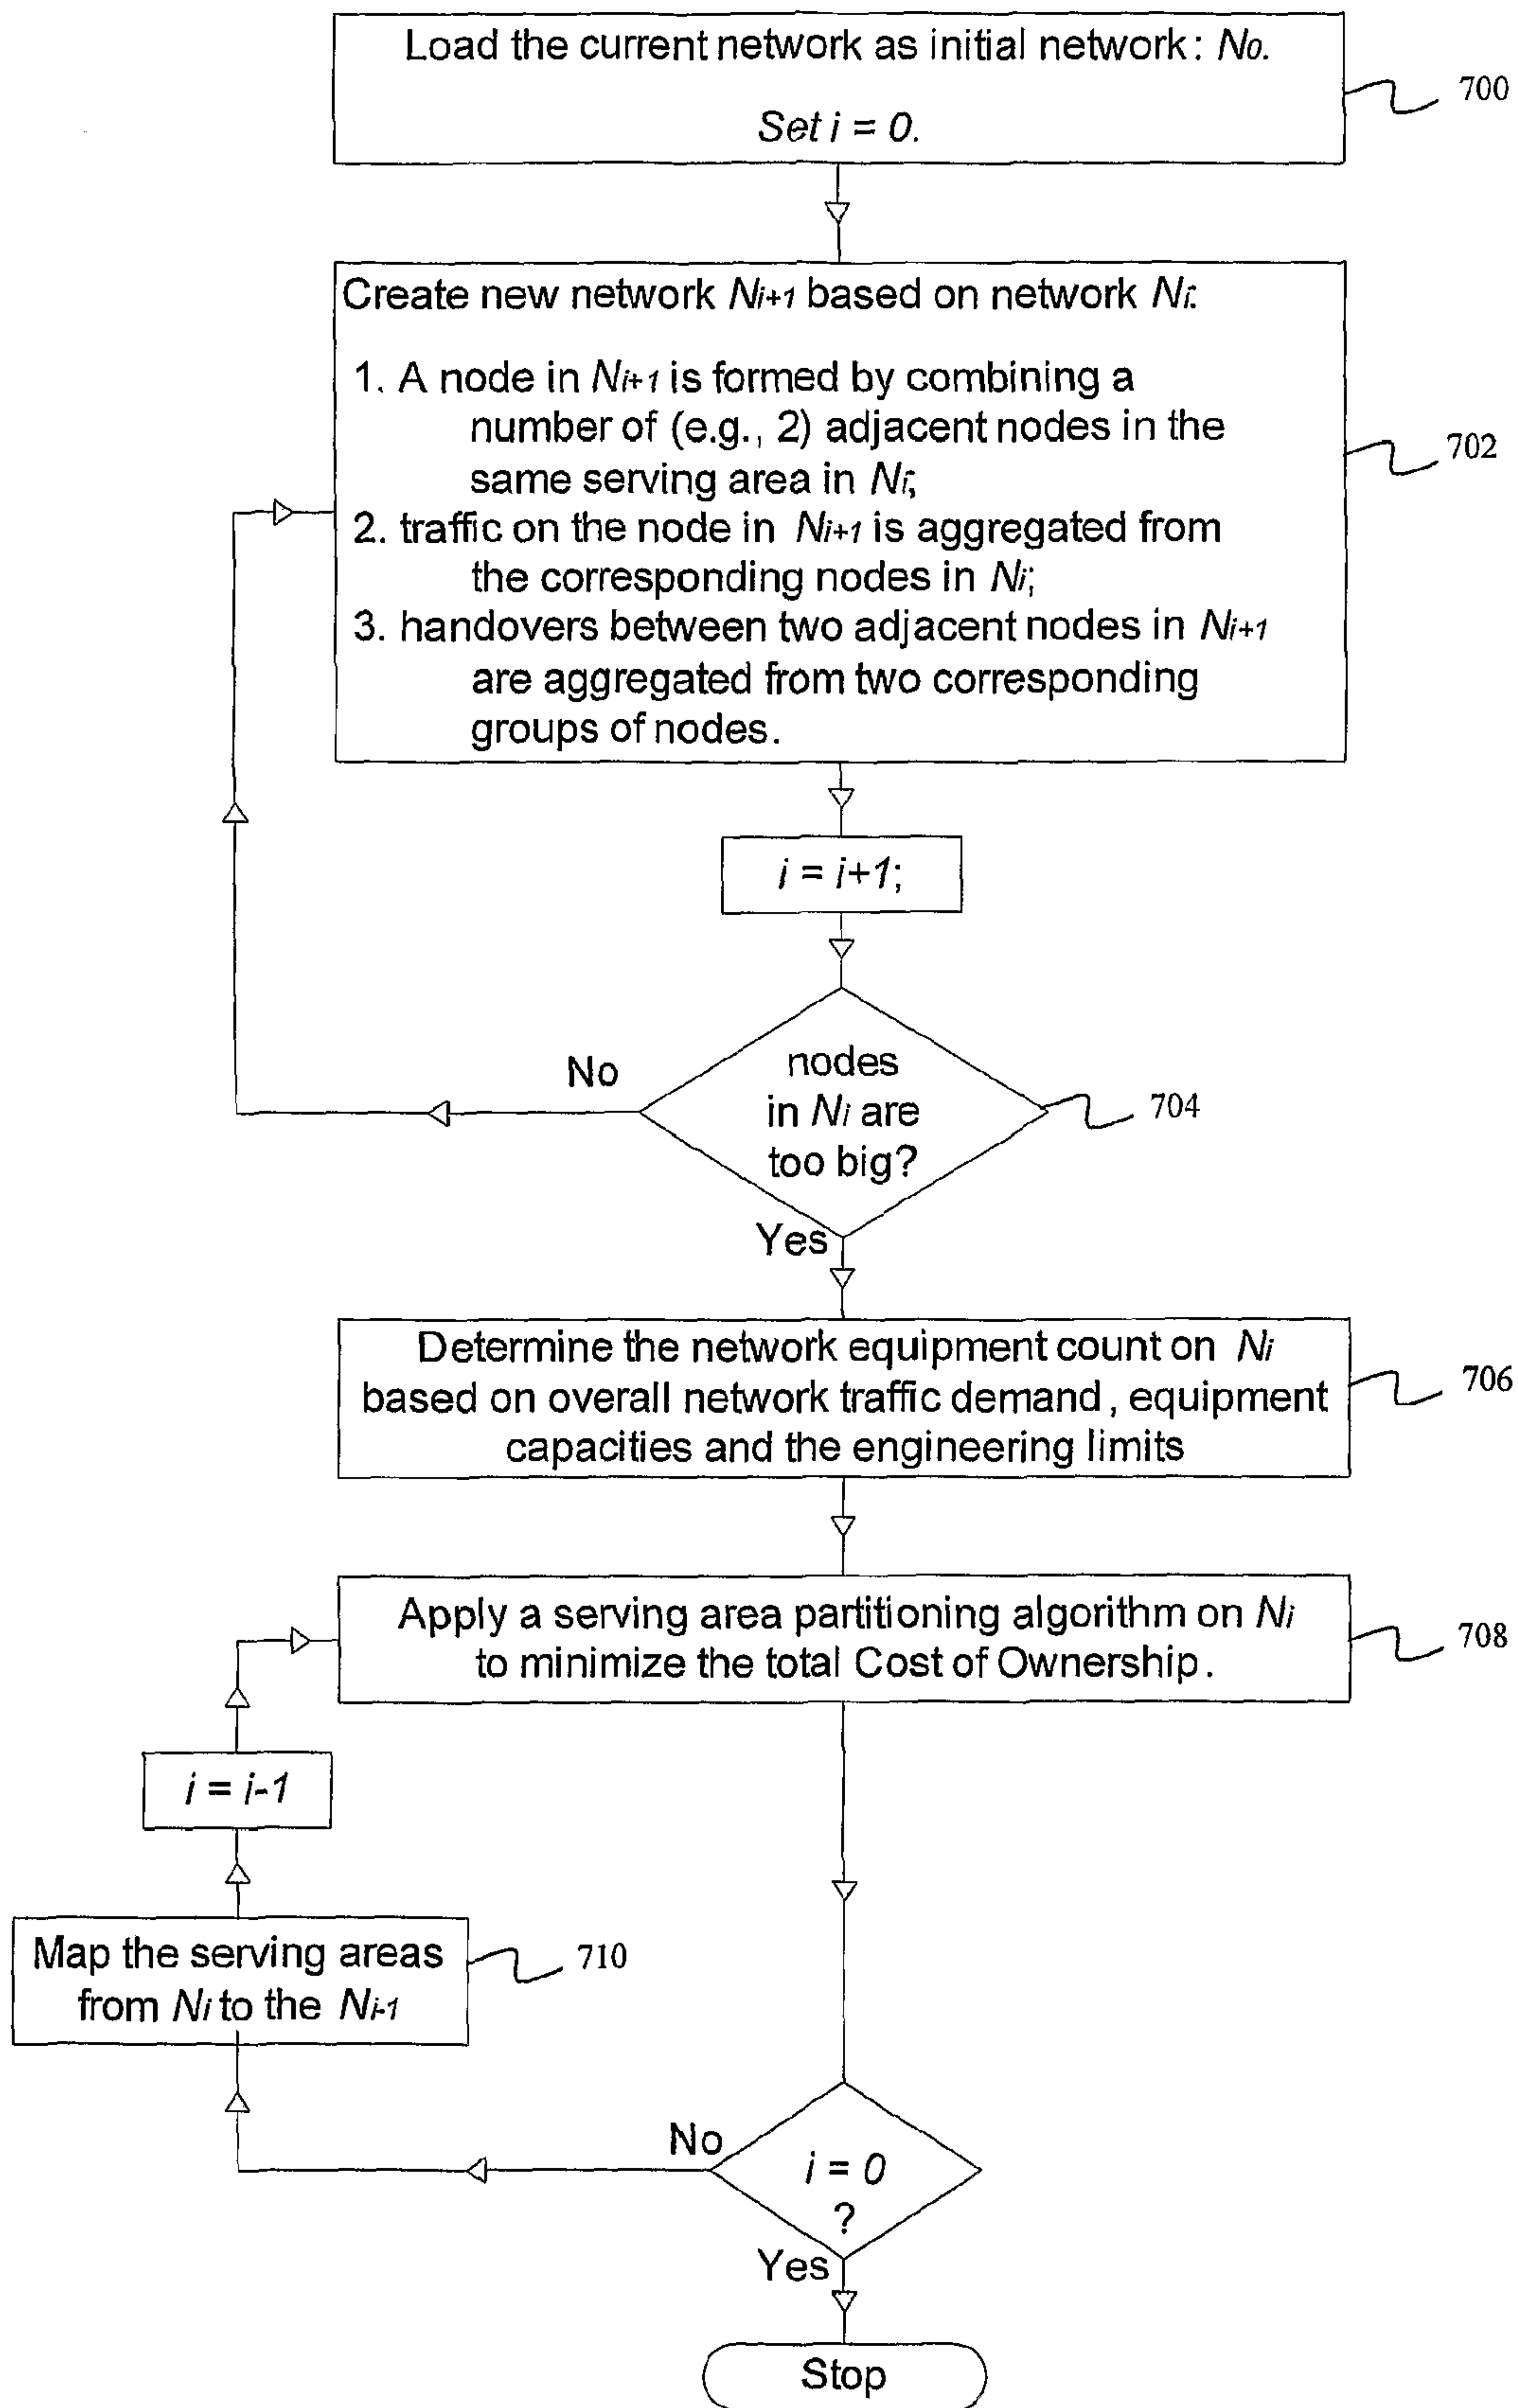 Load the current network as initial network: N0.
Set i = 0.
700
Create new network Ni+1 based on network Ni:
1. A node in Ni+1 is formed by combining a
number of (e.g., 2) adjacent nodes in the
same serving area in Ni;
2. traffic on the node in Ni+1 is aggregated from
the corresponding nodes in Ni;
3. handovers between two adjacent nodes in Ni+1
are aggregated from two corresponding
groups of nodes.
702
i = i+1;
nodes
in Ni are
too big?
704
No
Yes
Determine the network equipment count on Ni
based on overall network traffic demand, equipment
capacities and the engineering limits
706
Apply a serving area partitioning algorithm on Ni
to minimize the total Cost of Ownership.
708
i = i-1
Map the serving areas
from Ni to the Ni-1
710
No
i = 0
?
Yes
Stop